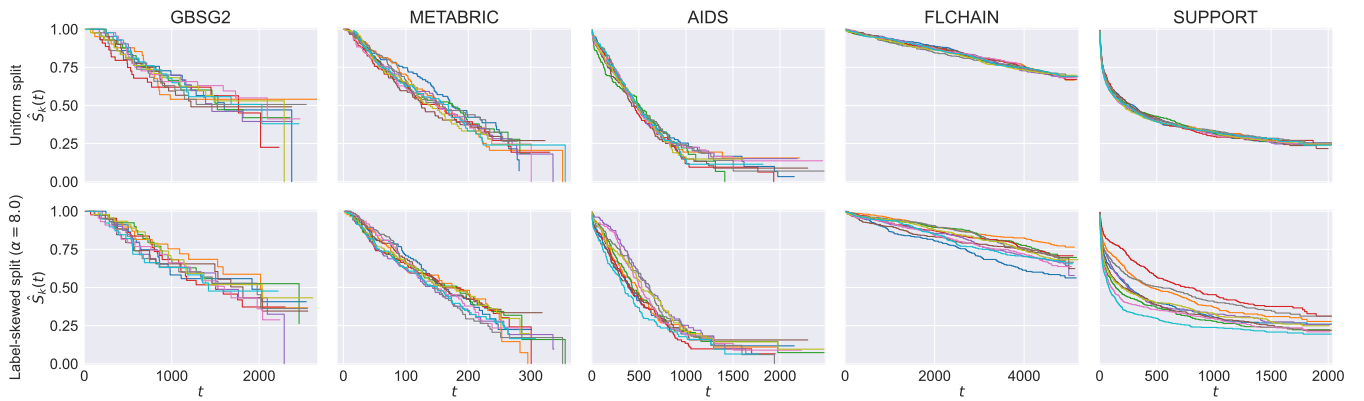 GBSG2 METABRIC AIDS FLCHAIN SUPPORT
Uniform split
Ŝₖ(t)
1.00
0.75
0.50
0.25
0.00
Label-skewed split (α = 8.0)
Ŝₖ(t)
1.00
0.75
0.50
0.25
0.00
0 1000 2000 0 100 200 300 0 1000 2000 0 2000 4000 0 500 1000 1500 2000
t t t t t